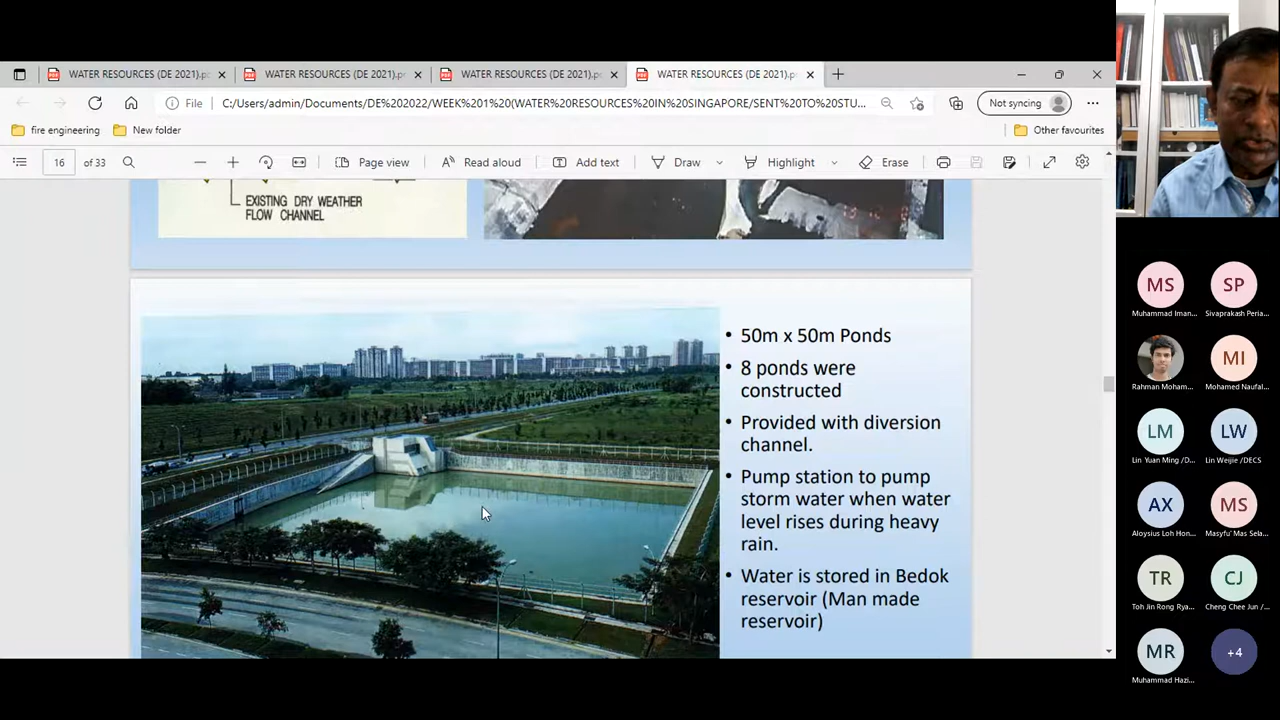 WATER RESOURCES (DE 2021).pc
WATER RESOURCES (DE 2021).pc
WATER RESOURCES (DE 2021).pc
WATER RESOURCES (DE 2021).p
File
C:/Users/admin/Documents/DE%202022/WEEK%201%20(WATER%20RESOURCES%20IN%20SINGAPORE/SENT%20TO%20STU...
Not syncing
fire engineering
New folder
Other favourites
16
of 33
Page view
Read aloud
Add text
Draw
Highlight
Erase
EXISTING DRY WEATHER
FLOW CHANNEL
• 50m x 50m Ponds
• 8 ponds were
constructed
• Provided with diversion
channel.
• Pump station to pump
storm water when water
level rises during heavy
rain.
• Water is stored in Bedok
reservoir (Man made
reservoir)
MS
Muhammad Iman...
SP
Sivaprakash Peria...
Rahman Moham...
MI
Mohamed Naufal...
LM
Lin Yuan Ming /D...
LW
Lin Weijie /DECS
AX
Aloysius Loh Hon...
MS
Masyfu' Mas Sela...
TR
Toh Jin Rong Rya...
CJ
Cheng Chee Jun /...
MR
Muhammad Hazi...
+4